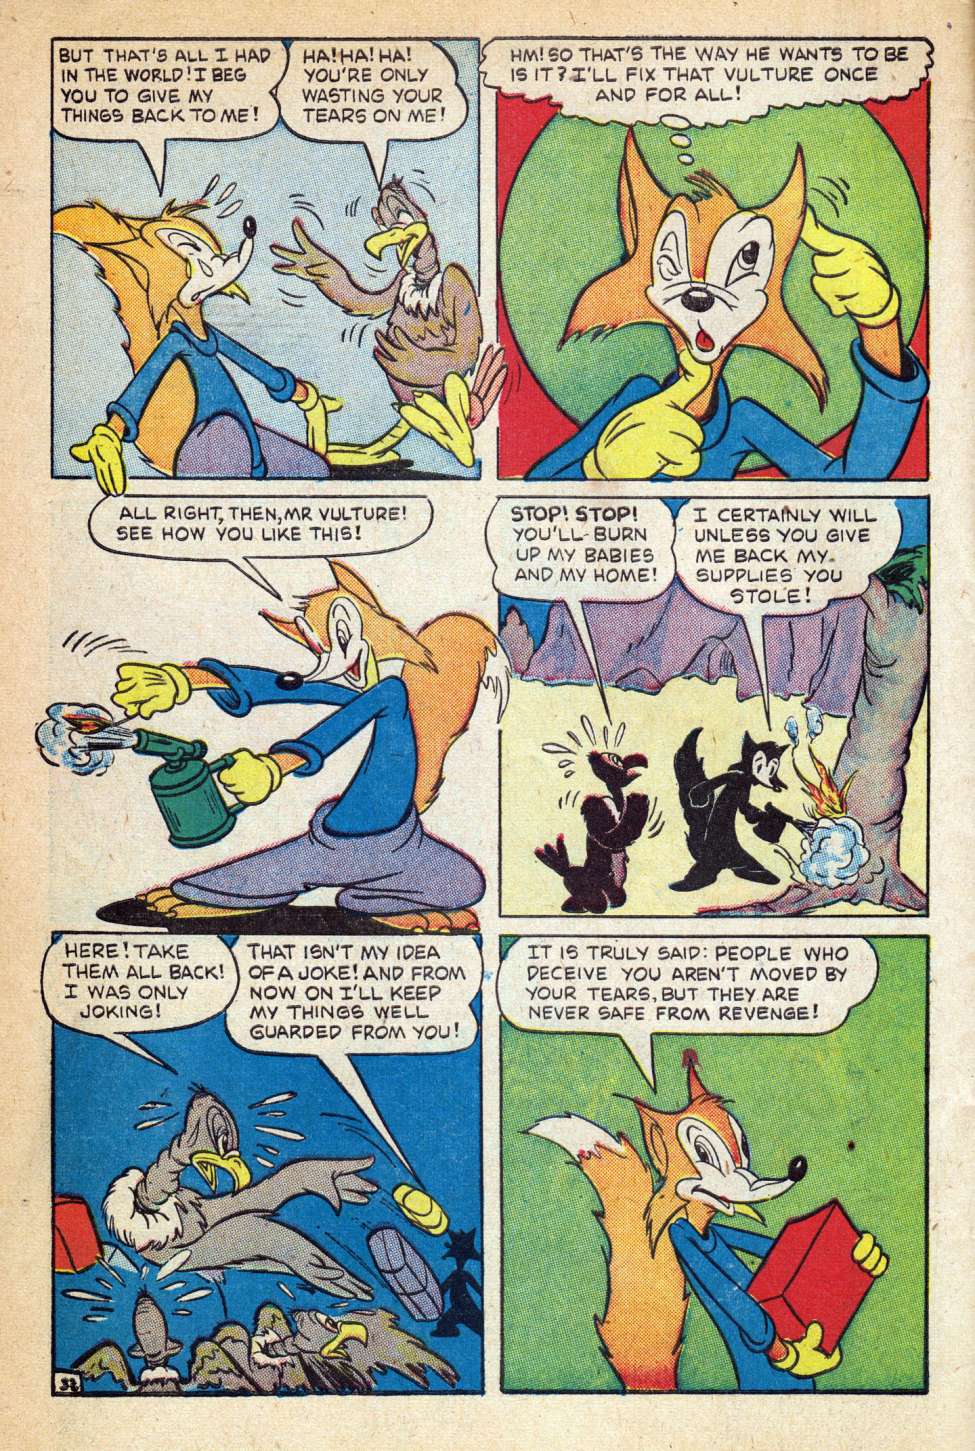 BUT THAT'S ALL I HAD
IN THE WORLD! I BEG
YOU TO GIVE MY
THINGS BACK TO ME!
HA! HA! HA!
YOU'RE ONLY
WASTING YOUR
TEARS ON ME!
HM! SO THAT'S THE WAY HE WANTS TO BE
IS IT? I'LL FIX THAT VULTURE ONCE
AND FOR ALL!
ALL RIGHT, THEN, MR VULTURE!
SEE HOW YOU LIKE THIS!
STOP! STOP!
YOU'LL BURN
UP MY BABIES
AND MY HOME!
I CERTAINLY WILL
UNLESS YOU GIVE
ME BACK MY
SUPPLIES YOU
STOLE!
HERE! TAKE
THEM ALL BACK!
I WAS ONLY
JOKING!
THAT ISN'T MY IDEA
OF A JOKE! AND FROM
NOW ON I'LL KEEP
MY THINGS WELL
GUARDED FROM YOU!
IT IS TRULY SAID: PEOPLE WHO
DECEIVE YOU AREN'T MOVED BY
YOUR TEARS, BUT THEY ARE
NEVER SAFE FROM REVENGE!